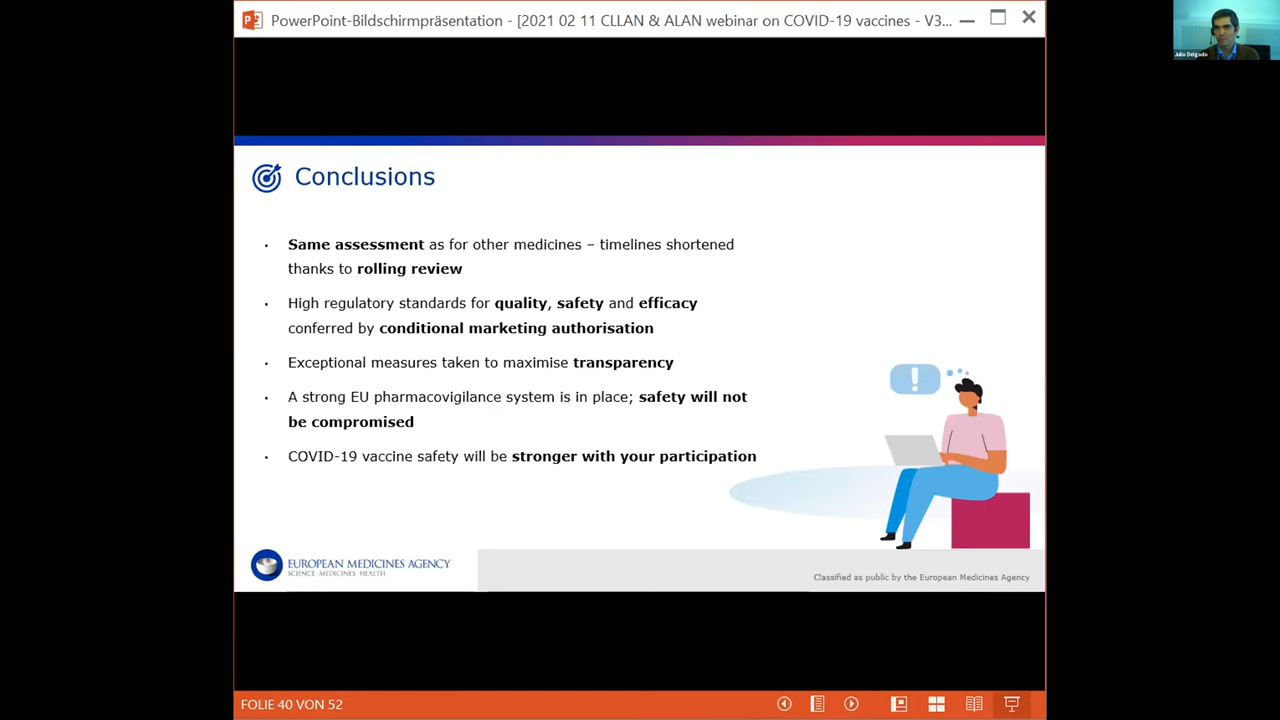 PowerPoint-Bildschirmpräsentation - [2021 02 11 CLLAN & ALAN webinar on COVID-19 vaccines - V3...
Julio Delgado
Conclusions
• Same assessment as for other medicines – timelines shortened
thanks to rolling review
• High regulatory standards for quality, safety and efficacy
conferred by conditional marketing authorisation
• Exceptional measures taken to maximise transparency
• A strong EU pharmacovigilance system is in place; safety will not
be compromised
• COVID-19 vaccine safety will be stronger with your participation
!
EUROPEAN MEDICINES AGENCY
SCIENCE MEDICINES HEALTH
Classified as public by the European Medicines Agency
FOLIE 40 VON 52